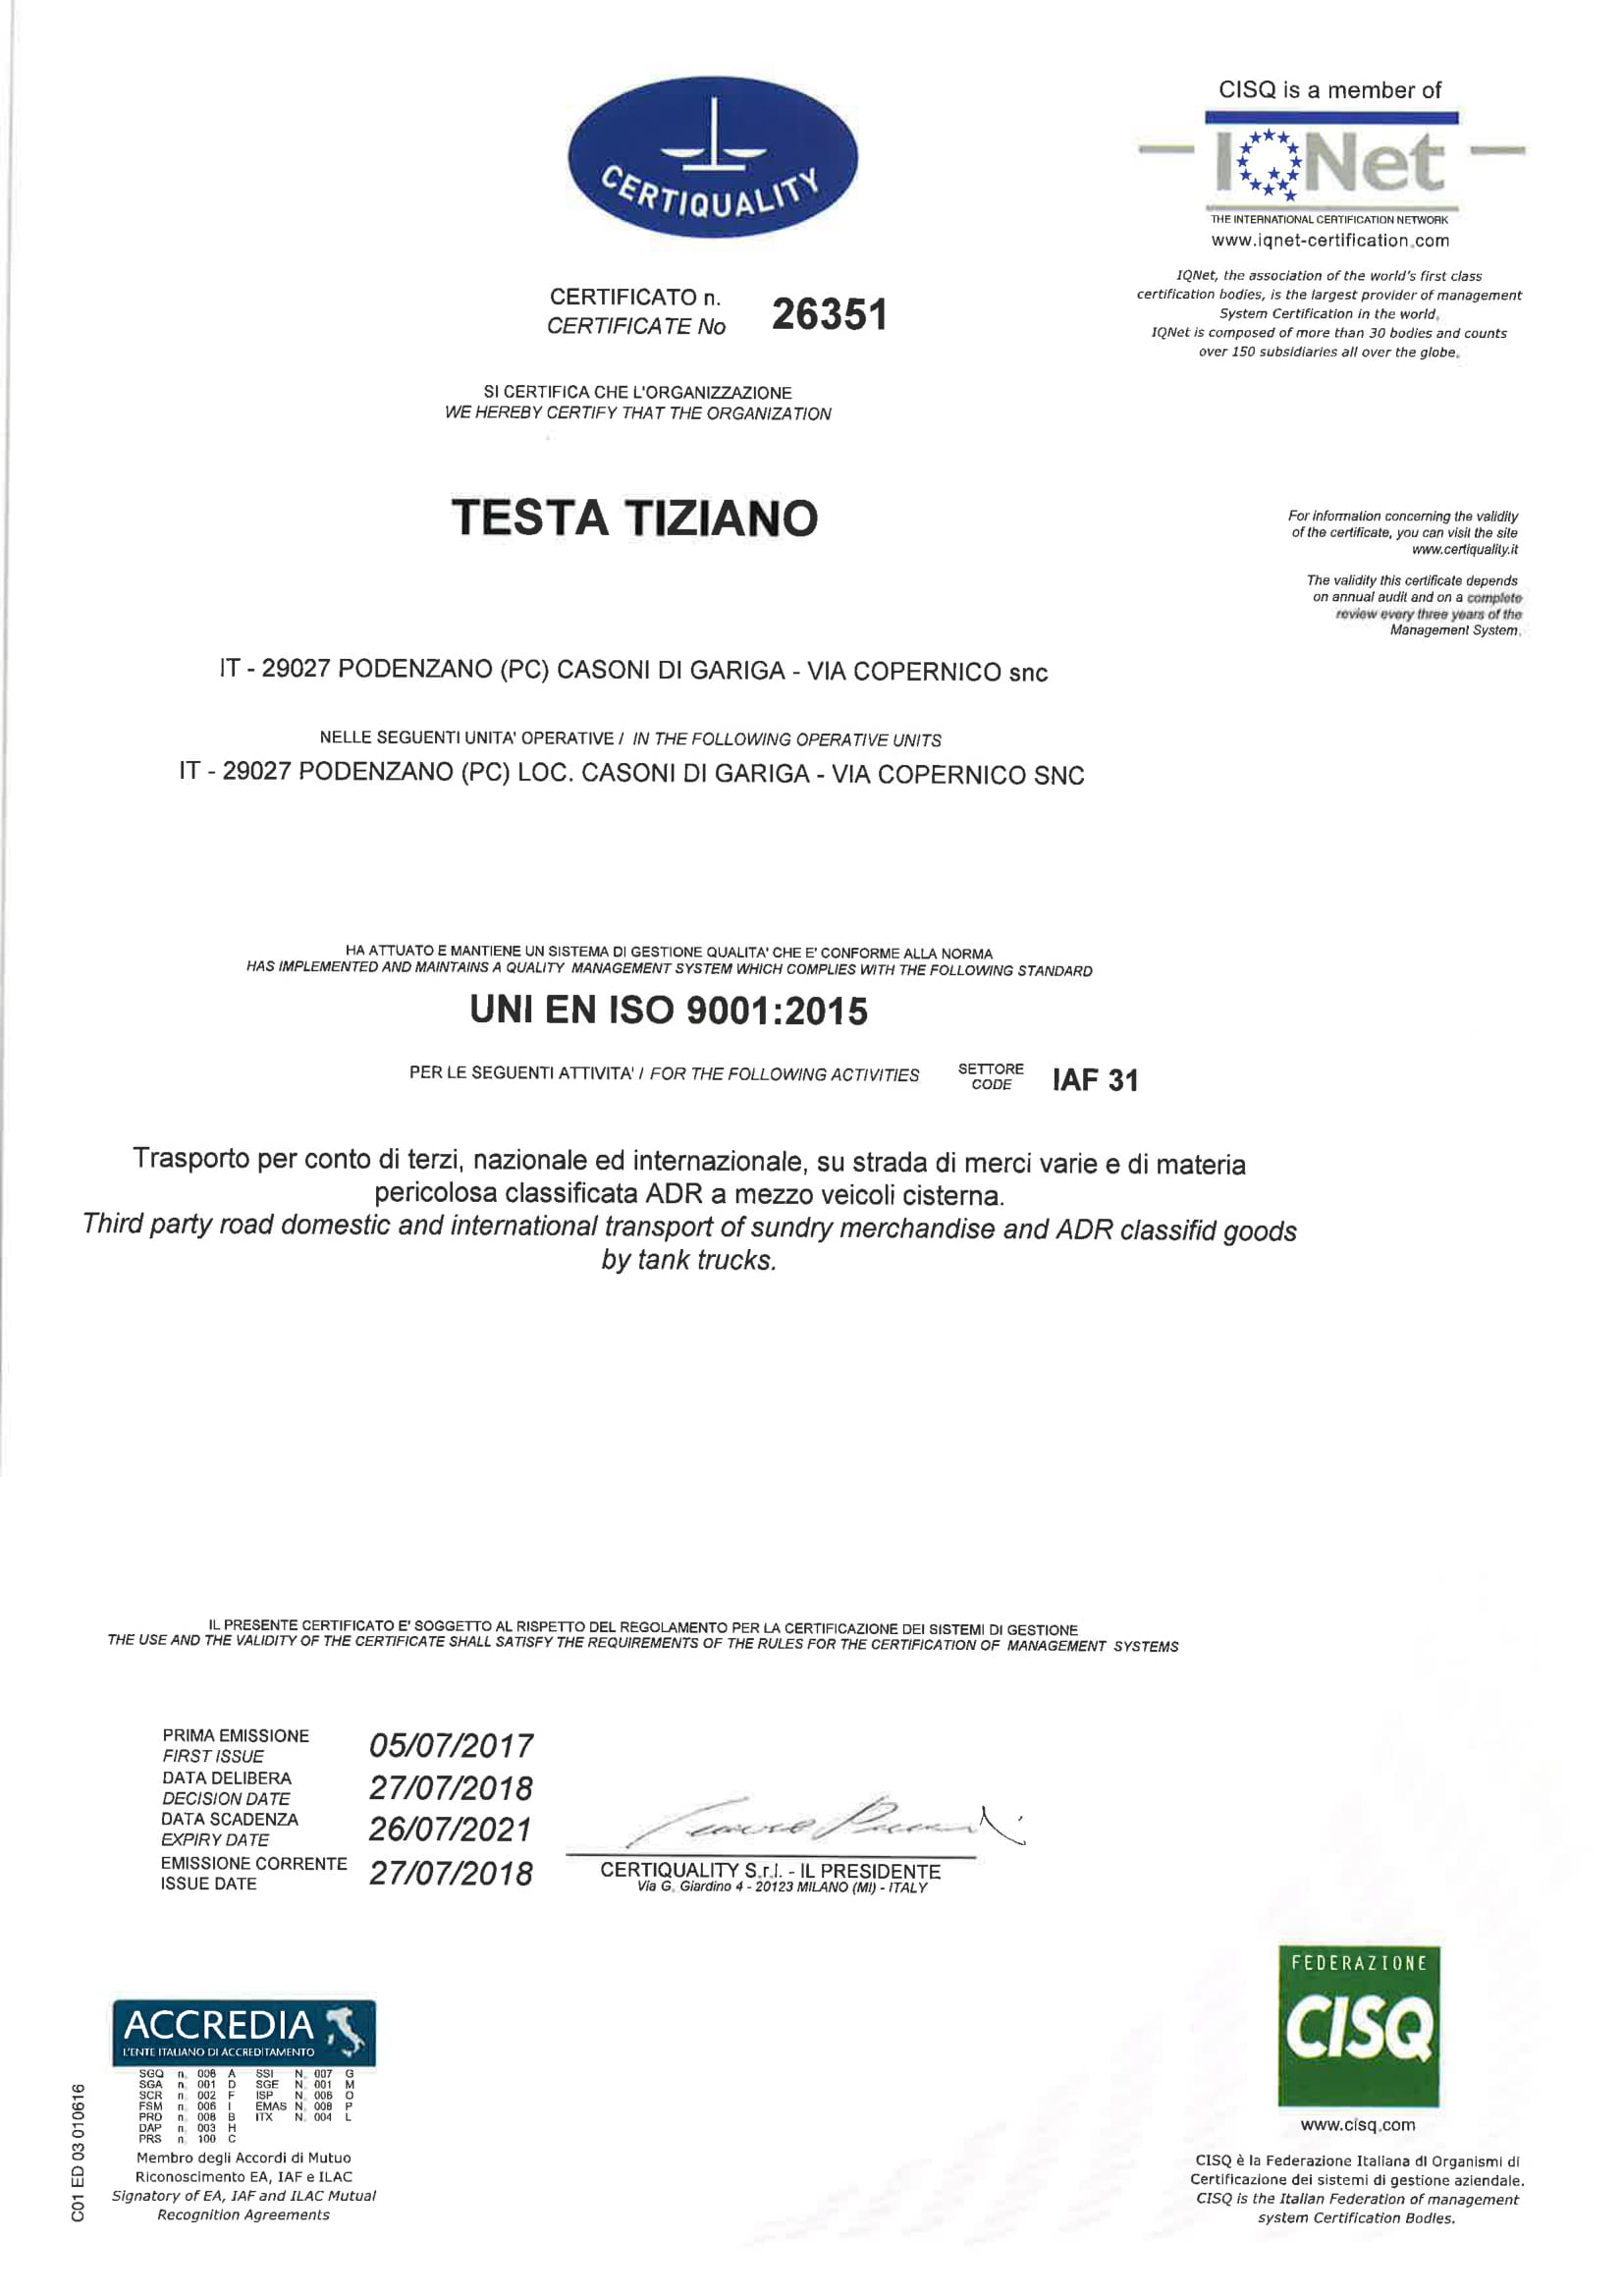 CERTIQUALITY
CISQ is a member of
IQNet
THE INTERNATIONAL CERTIFICATION NETWORK
www.iqnet-certification.com
IQNet, the association of the world's first class
certification bodies, is the largest provider of management
System Certification in the world.
IQNet is composed of more than 30 bodies and counts
over 150 subsidiaries all over the globe.
CERTIFICATO n.
CERTIFICATE No
26351
SI CERTIFICA CHE L'ORGANIZZAZIONE
WE HEREBY CERTIFY THAT THE ORGANIZATION
TESTA TIZIANO
For information concerning the validity
of the certificate, you can visit the site
www.certiquality.it
The validity this certificate depends
on annual audit and on a complete
review every three years of the
Management System.
IT - 29027 PODENZANO (PC) CASONI DI GARIGA - VIA COPERNICO snc
NELLE SEGUENTI UNITA' OPERATIVE / IN THE FOLLOWING OPERATIVE UNITS
IT - 29027 PODENZANO (PC) LOC. CASONI DI GARIGA - VIA COPERNICO SNC
HA ATTUATO E MANTIENE UN SISTEMA DI GESTIONE QUALITA' CHE E' CONFORME ALLA NORMA
HAS IMPLEMENTED AND MAINTAINS A QUALITY MANAGEMENT SYSTEM WHICH COMPLIES WITH THE FOLLOWING STANDARD
UNI EN ISO 9001:2015
PER LE SEGUENTI ATTIVITA' / FOR THE FOLLOWING ACTIVITIES
SETTORE
CODE
IAF 31
Trasporto per conto di terzi, nazionale ed internazionale, su strada di merci varie e di materia
pericolosa classificata ADR a mezzo veicoli cisterna.
Third party road domestic and international transport of sundry merchandise and ADR classifid goods
by tank trucks.
IL PRESENTE CERTIFICATO E' SOGGETTO AL RISPETTO DEL REGOLAMENTO PER LA CERTIFICAZIONE DEI SISTEMI DI GESTIONE
THE USE AND THE VALIDITY OF THE CERTIFICATE SHALL SATISFY THE REQUIREMENTS OF THE RULES FOR THE CERTIFICATION OF MANAGEMENT SYSTEMS
PRIMA EMISSIONE
FIRST ISSUE
05/07/2017
DATA DELIBERA
DECISION DATE
27/07/2018
DATA SCADENZA
EXPIRY DATE
26/07/2021
EMISSIONE CORRENTE
ISSUE DATE
27/07/2018
CERTIQUALITY S.r.l. - IL PRESIDENTE
Via G. Giardino 4 - 20123 MILANO (MI) - ITALY
ACCREDIA
L'ENTE ITALIANO DI ACCREDITAMENTO
SGQ n. 008 A SSI N. 007 G
SGA n. 001 D SGE N. 001 M
SCR n. 002 F ISP N. 006 O
FSM n. 006 I EMAS N. 008 P
PRD n. 008 B ITX N. 004 L
DAP n. 003 H
PRS n. 100 C
Membro degli Accordi di Mutuo
Riconoscimento EA, IAF e ILAC
Signatory of EA, IAF and ILAC Mutual
Recognition Agreements
C01 ED 03 010616
FEDERAZIONE
CISQ
www.cisq.com
CISQ è la Federazione Italiana di Organismi di
Certificazione dei sistemi di gestione aziendale.
CISQ is the Italian Federation of management
system Certification Bodies.